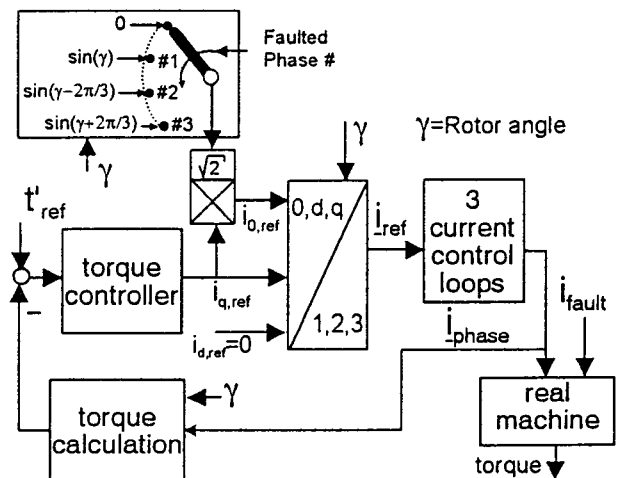 0
Faulted
Phase #
sin(γ)
#1
sin(γ-2π/3)
#2
sin(γ+2π/3)
#3
γ
γ
γ=Rotor angle
√2
t'ref
i0,ref
0,d,q
iref
3
current
control
loops
torque
controller
iq,ref
1,2,3
id,ref=0
iphase
ifault
-
torque
calculation
γ
real
machine
torque